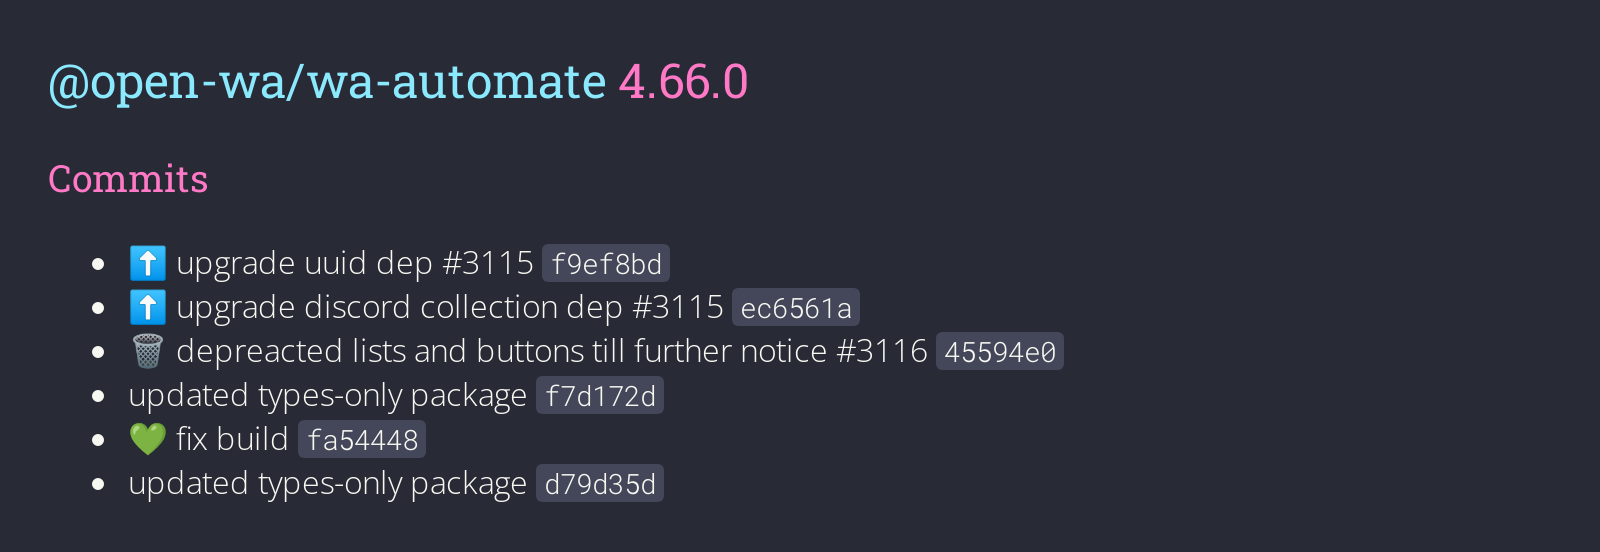 @open-wa/wa-automate 4.66.0
Commits
⬆️ upgrade uuid dep #3115 f9ef8bd
⬆️ upgrade discord collection dep #3115 ec6561a
🗑️ depreacted lists and buttons till further notice #3116 45594e0
updated types-only package f7d172d
💚 fix build fa54448
updated types-only package d79d35d